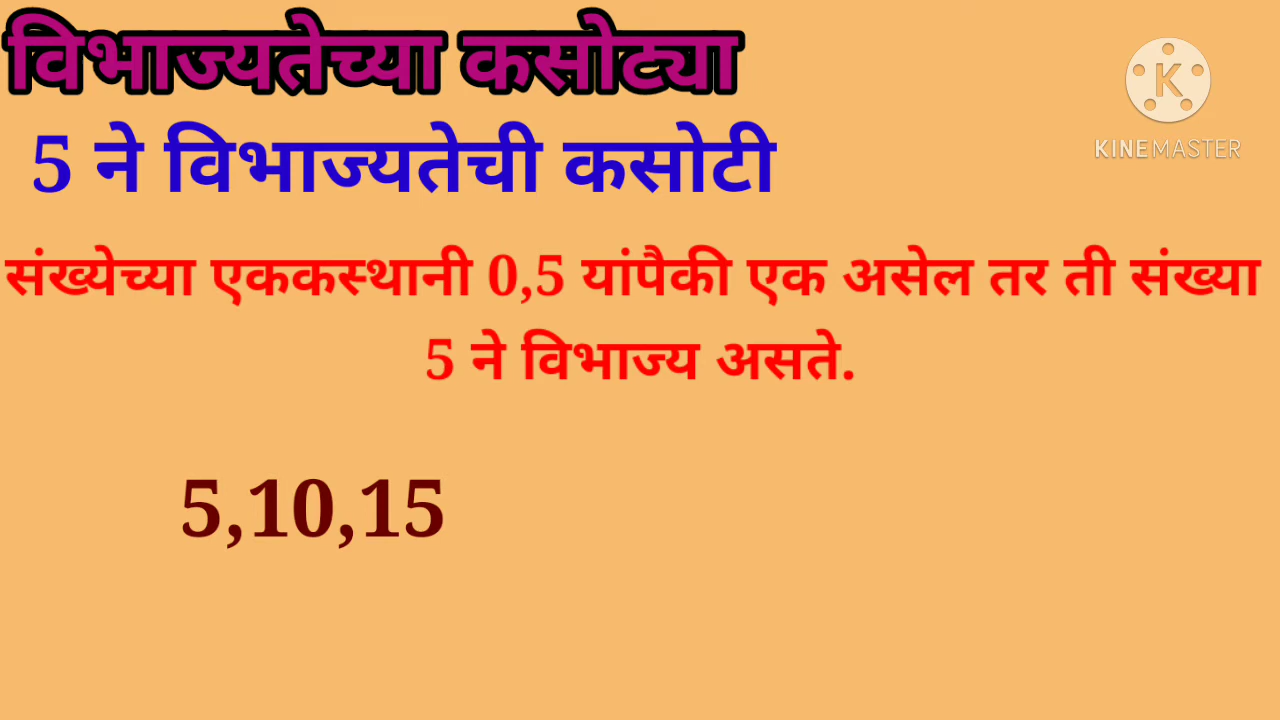 विभाज्यतेच्या कसोट्या
K
KINEMASTER
5 ने विभाज्यतेची कसोटी
संख्येच्या एककस्थानी 0,5 यांपैकी एक असेल तर ती संख्या
5 ने विभाज्य असते.
5,10,15